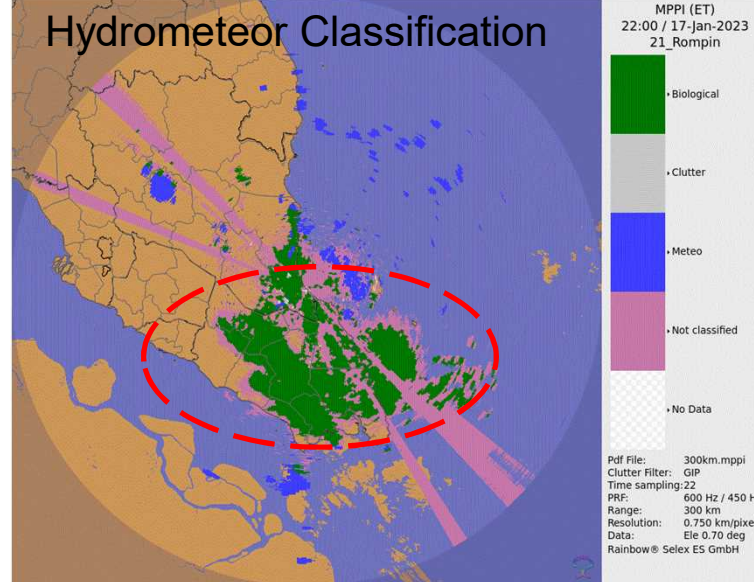 Hydrometeor Classification
MPPI (ET)
22:00 / 17-Jan-2023
21_Rompin
Biological
Clutter
Meteo
Not classified
No Data
Pdf File: 300km.mppi
Clutter Filter: GIP
Time sampling:22
PRF: 600 Hz / 450 H
Range: 300 km
Resolution: 0.750 km/pixe
Data: Ele 0.70 deg
Rainbow® Selex ES GmbH